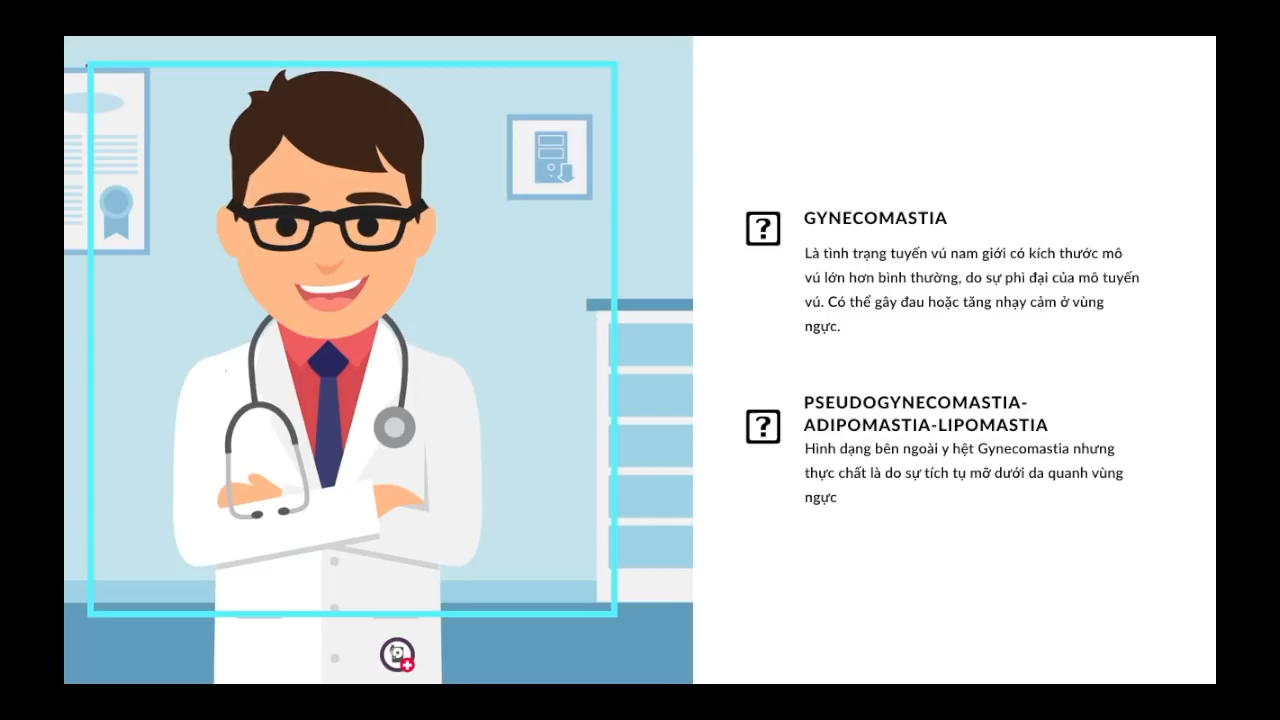 GYNECOMASTIA
Là tình trạng tuyến vú nam giới có kích thước mô
vú lớn hơn bình thường, do sự phì đại của mô tuyến
vú. Có thể gây đau hoặc tăng nhạy cảm ở vùng
ngực.
PSEUDOGYNECOMASTIA-
ADIPOMASTIA-LIPOMASTIA
Hình dạng bên ngoài y hệt Gynecomastia nhưng
thực chất là do sự tích tụ mỡ dưới da quanh vùng
ngực